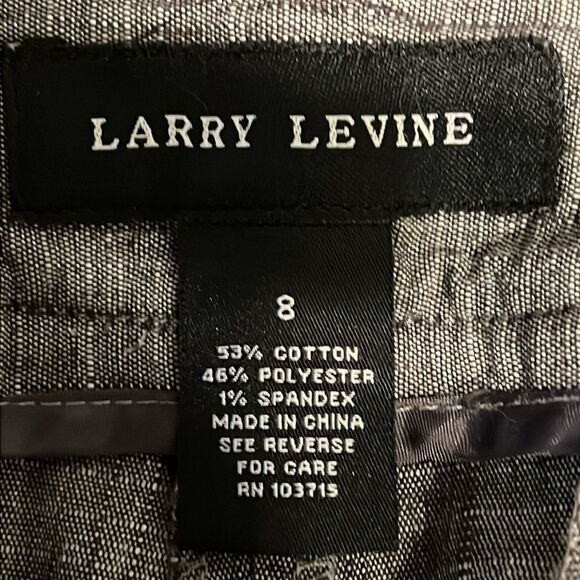 LARRY LEVINE
8
53% COTTON
46% POLYESTER
1% SPANDEX
MADE IN CHINA
SEE REVERSE
FOR CARE
RN 103715